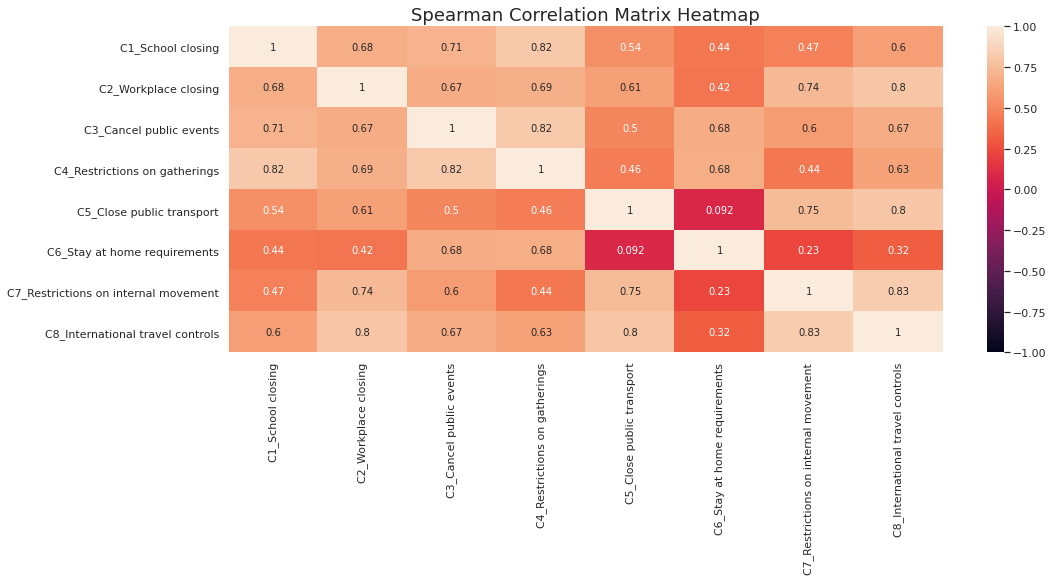 Spearman Correlation Matrix Heatmap
C1_School closing 1 0.68 0.71 0.82 0.54 0.44 0.47 0.6
C2_Workplace closing 0.68 1 0.67 0.69 0.61 0.42 0.74 0.8
C3_Cancel public events 0.71 0.67 1 0.82 0.5 0.68 0.6 0.67
C4_Restrictions on gatherings 0.82 0.69 0.82 1 0.46 0.68 0.44 0.63
C5_Close public transport 0.54 0.61 0.5 0.46 1 0.092 0.75 0.8
C6_Stay at home requirements 0.44 0.42 0.68 0.68 0.092 1 0.23 0.32
C7_Restrictions on internal movement 0.47 0.74 0.6 0.44 0.75 0.23 1 0.83
C8_International travel controls 0.6 0.8 0.67 0.63 0.8 0.32 0.83 1
C1_School closing
C2_Workplace closing
C3_Cancel public events
C4_Restrictions on gatherings
C5_Close public transport
C6_Stay at home requirements
C7_Restrictions on internal movement
C8_International travel controls
1.00
0.75
0.50
0.25
0.00
−0.25
−0.50
−0.75
−1.00